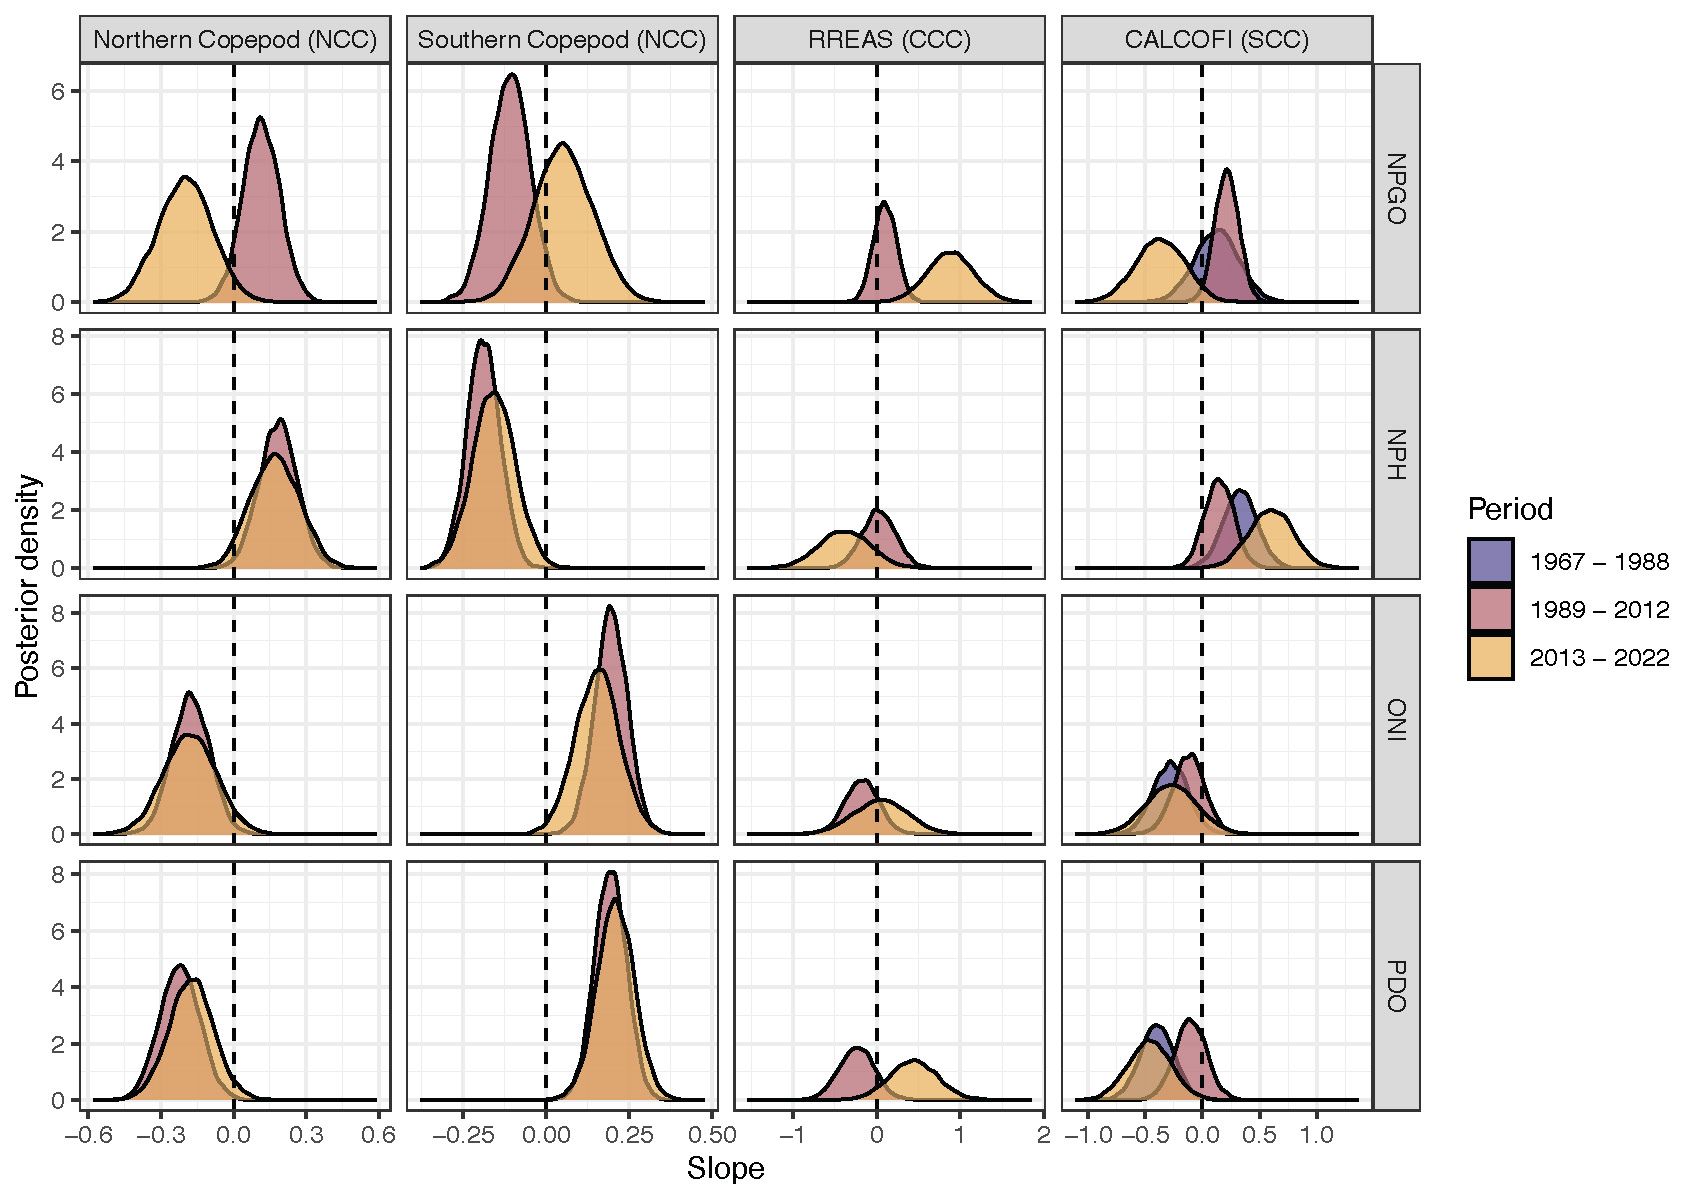 Northern Copepod (NCC) Southern Copepod (NCC) RREAS (CCC) CALCOFI (SCC)
6
4
2
0
NPGO
8
6
4
2
0
NPH
8
6
4
2
0
ONI
8
6
4
2
0
PDO
Posterior density
−0.6 −0.3 0.0 0.3 0.6 −0.25 0.00 0.25 0.50 −1 0 1 2 −1.0 −0.5 0.0 0.5 1.0
Slope
Period
1967 − 1988
1989 − 2012
2013 − 2022